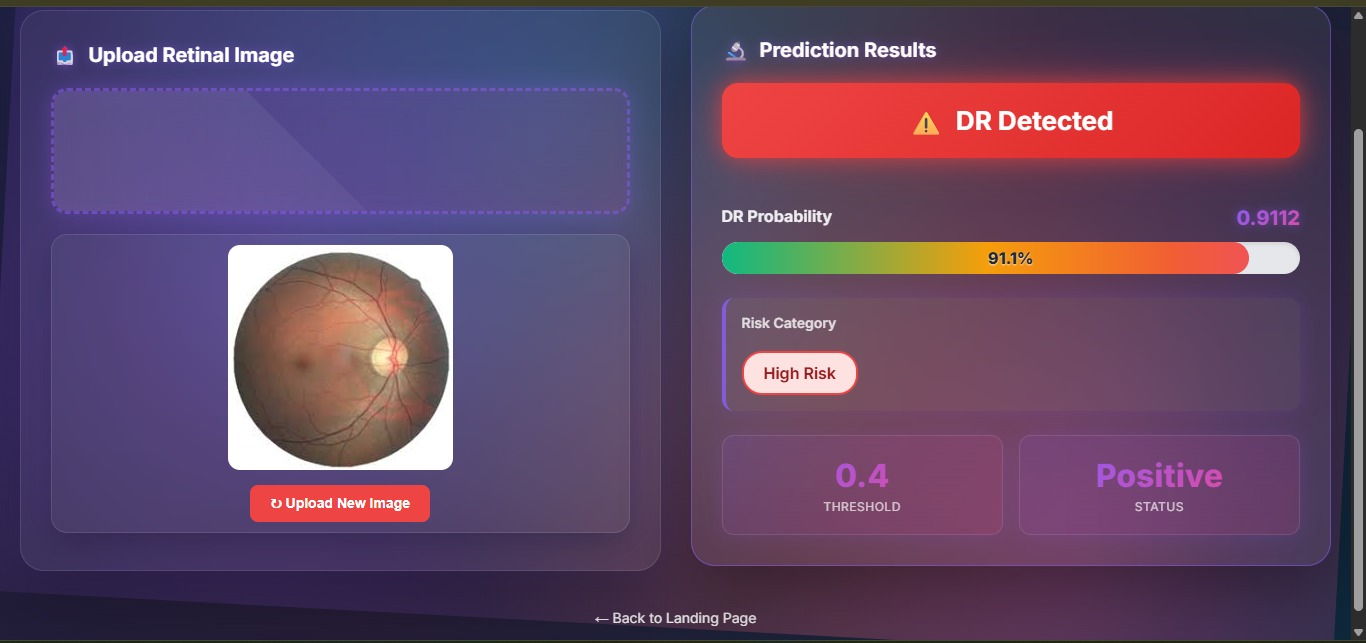 Upload Retinal Image
↻ Upload New Image
Prediction Results
DR Detected
DR Probability
0.9112
91.1%
Risk Category
High Risk
0.4
THRESHOLD
Positive
STATUS
← Back to Landing Page